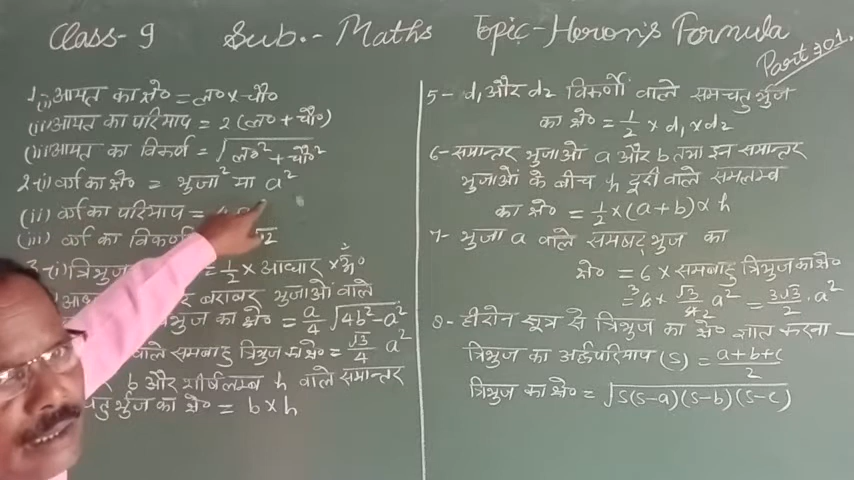 Class-9 Sub.- Maths Topic-Heron's Formula
Part→01.
1(i) आयत का क्षे० = ल० × चौ०
(ii) आयत का परिमाप = 2 (ल० + चौ०)
(iii) आयत का विकर्ण = √ल०² + चौ०²
2-(i) वर्ग का क्षे० = भुजा² या a²
(ii) वर्ग का परिमाप =
(iii) वर्ग का विकर्ण
3-(i) त्रिभुज = 1/2 × आधार × ऊँ०
बराबर भुजाओं वाले
भुज का क्षे० = a/4 √4b²-a²
वाले समबाहु त्रिभुज का क्षे० = √3/4 a²
b और शीर्षलम्ब h वाले समान्तर
चतुर्भुज का क्षे० = b × h
5- d₁ और d₂ विकर्णों वाले समचतुर्भुज
का क्षे० = 1/2 × d₁ × d₂
6- समान्तर भुजाओं a और b तथा इन समान्तर
भुजाओं के बीच h दूरी वाले समलम्ब
का क्षे० = 1/2 × (a+b) × h
7- भुजा a वाले समषट्भुज का
क्षे० = 6 × समबाहु त्रिभुज का क्षे०
= 6 × √3/4 a² = 3√3/2 . a²
8- हीरोन सूत्र से त्रिभुज का क्षे० ज्ञात करना —
त्रिभुज का अर्द्धपरिमाप (s) = a+b+c/2
त्रिभुज का क्षे० = √s(s-a)(s-b)(s-c)